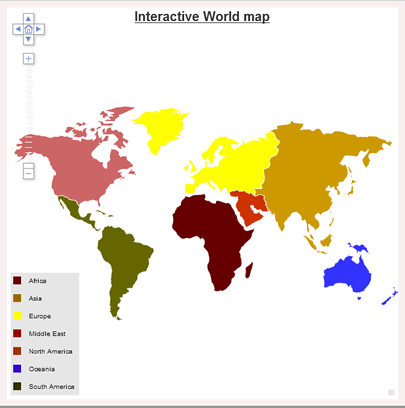 Interactive World map
Africa
Asia
Europe
Middle East
North America
Oceania
South America